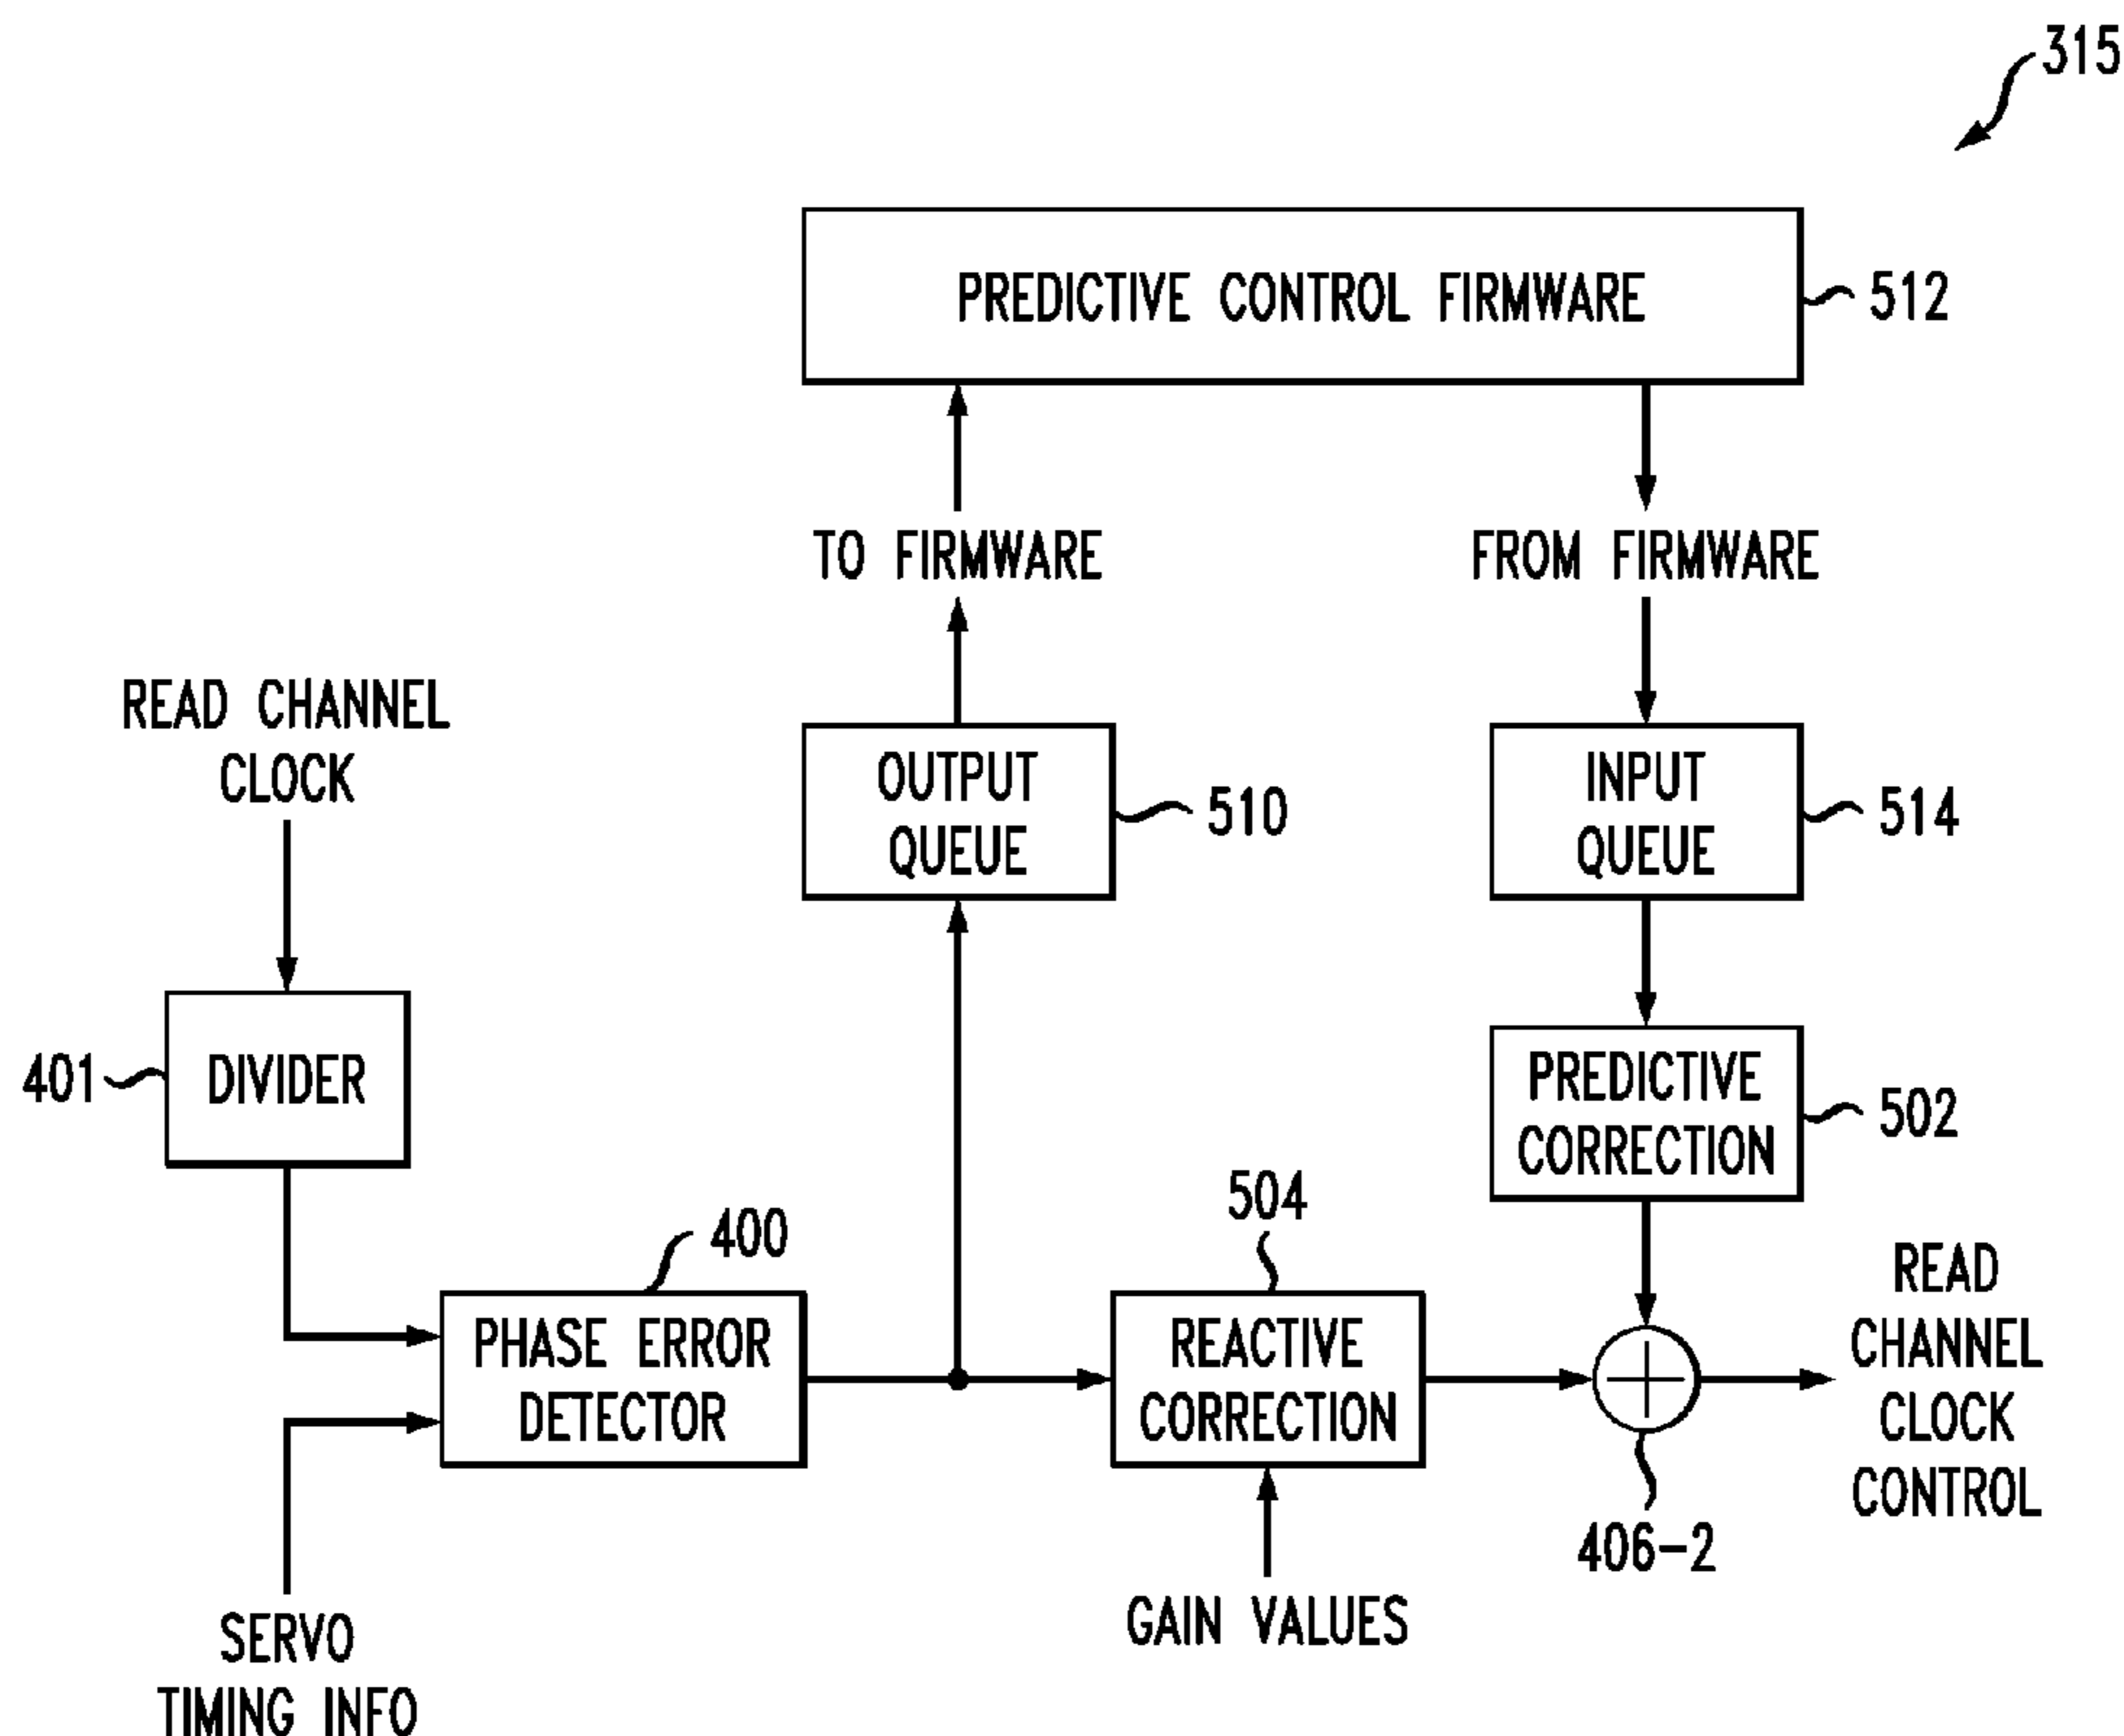 315
PREDICTIVE CONTROL FIRMWARE
512
TO FIRMWARE
FROM FIRMWARE
READ CHANNEL
CLOCK
OUTPUT
QUEUE
510
INPUT
QUEUE
514
401
DIVIDER
PREDICTIVE
CORRECTION
502
400
504
PHASE ERROR
DETECTOR
REACTIVE
CORRECTION
READ
CHANNEL
CLOCK
CONTROL
406-2
GAIN VALUES
SERVO
TIMING INFO